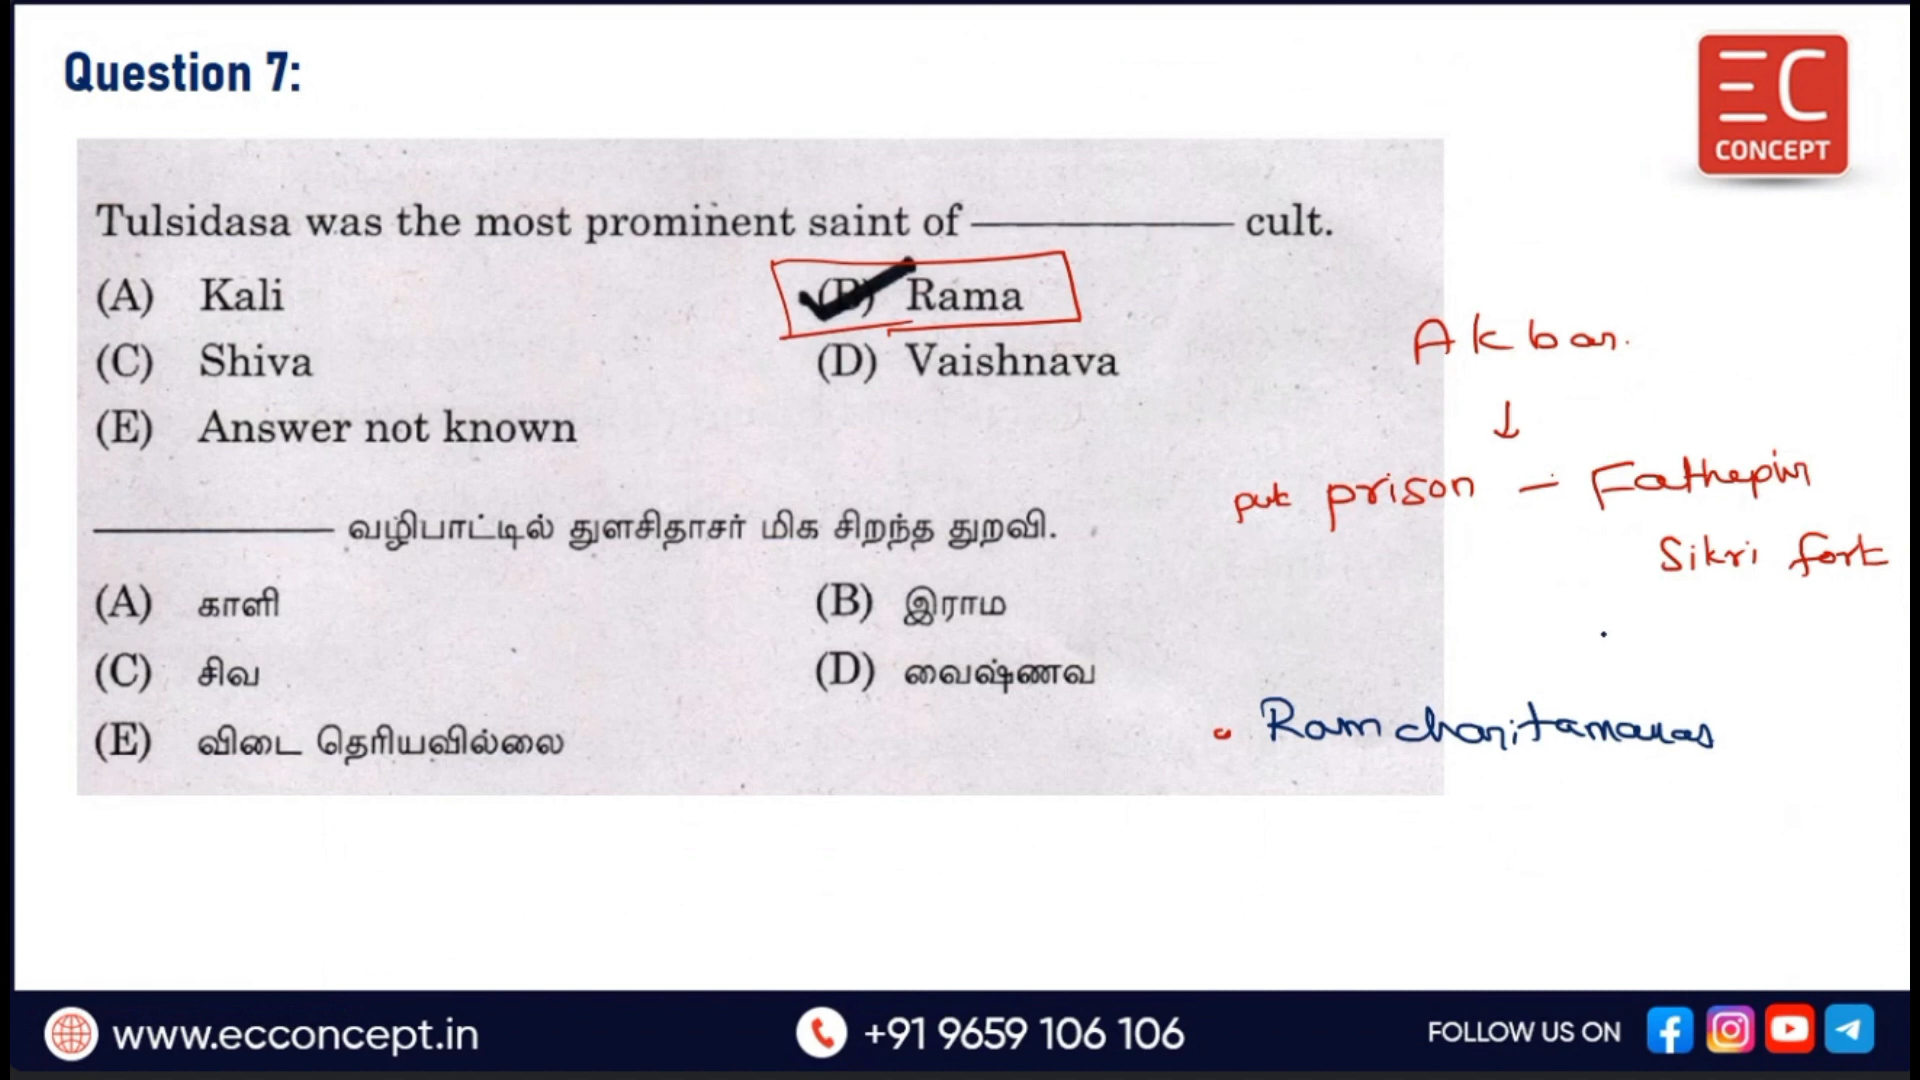 Question 7:
EC
CONCEPT
Tulsidasa was the most prominent saint of ________ cult.
(A) Kali
(B) Rama
(C) Shiva
(D) Vaishnava
(E) Answer not known
________ வழிபாட்டில் துளசிதாசர் மிக சிறந்த துறவி.
(A) காளி
(B) இராம
(C) சிவ
(D) வைஷ்ணவ
(E) விடை தெரியவில்லை
Akbar.
put prison - Fathepur
Sikri fort
Ramcharitamanas
www.ecconcept.in
+91 9659 106 106
FOLLOW US ON